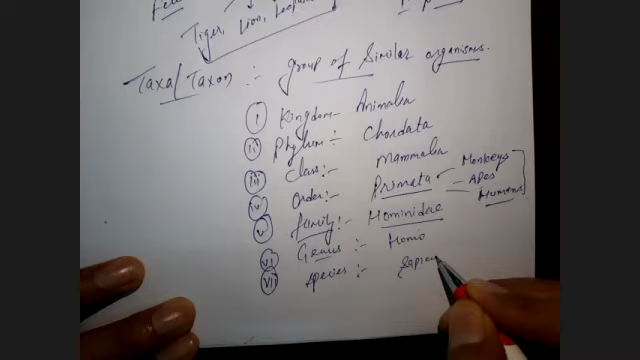 Tiger, Lion, Leopard
Taxa/Taxon :- group of Similar organisms.
(i) Kingdom- Animalia
(ii) Phylum :- Chordata
(iii) Class:- Mammalia
(iv) Order:- Primata - Monkeys
- Apes
Humans
(v) family:- Hominidae
(vi) Genus :- Homo
(vii) Species :- Sapien